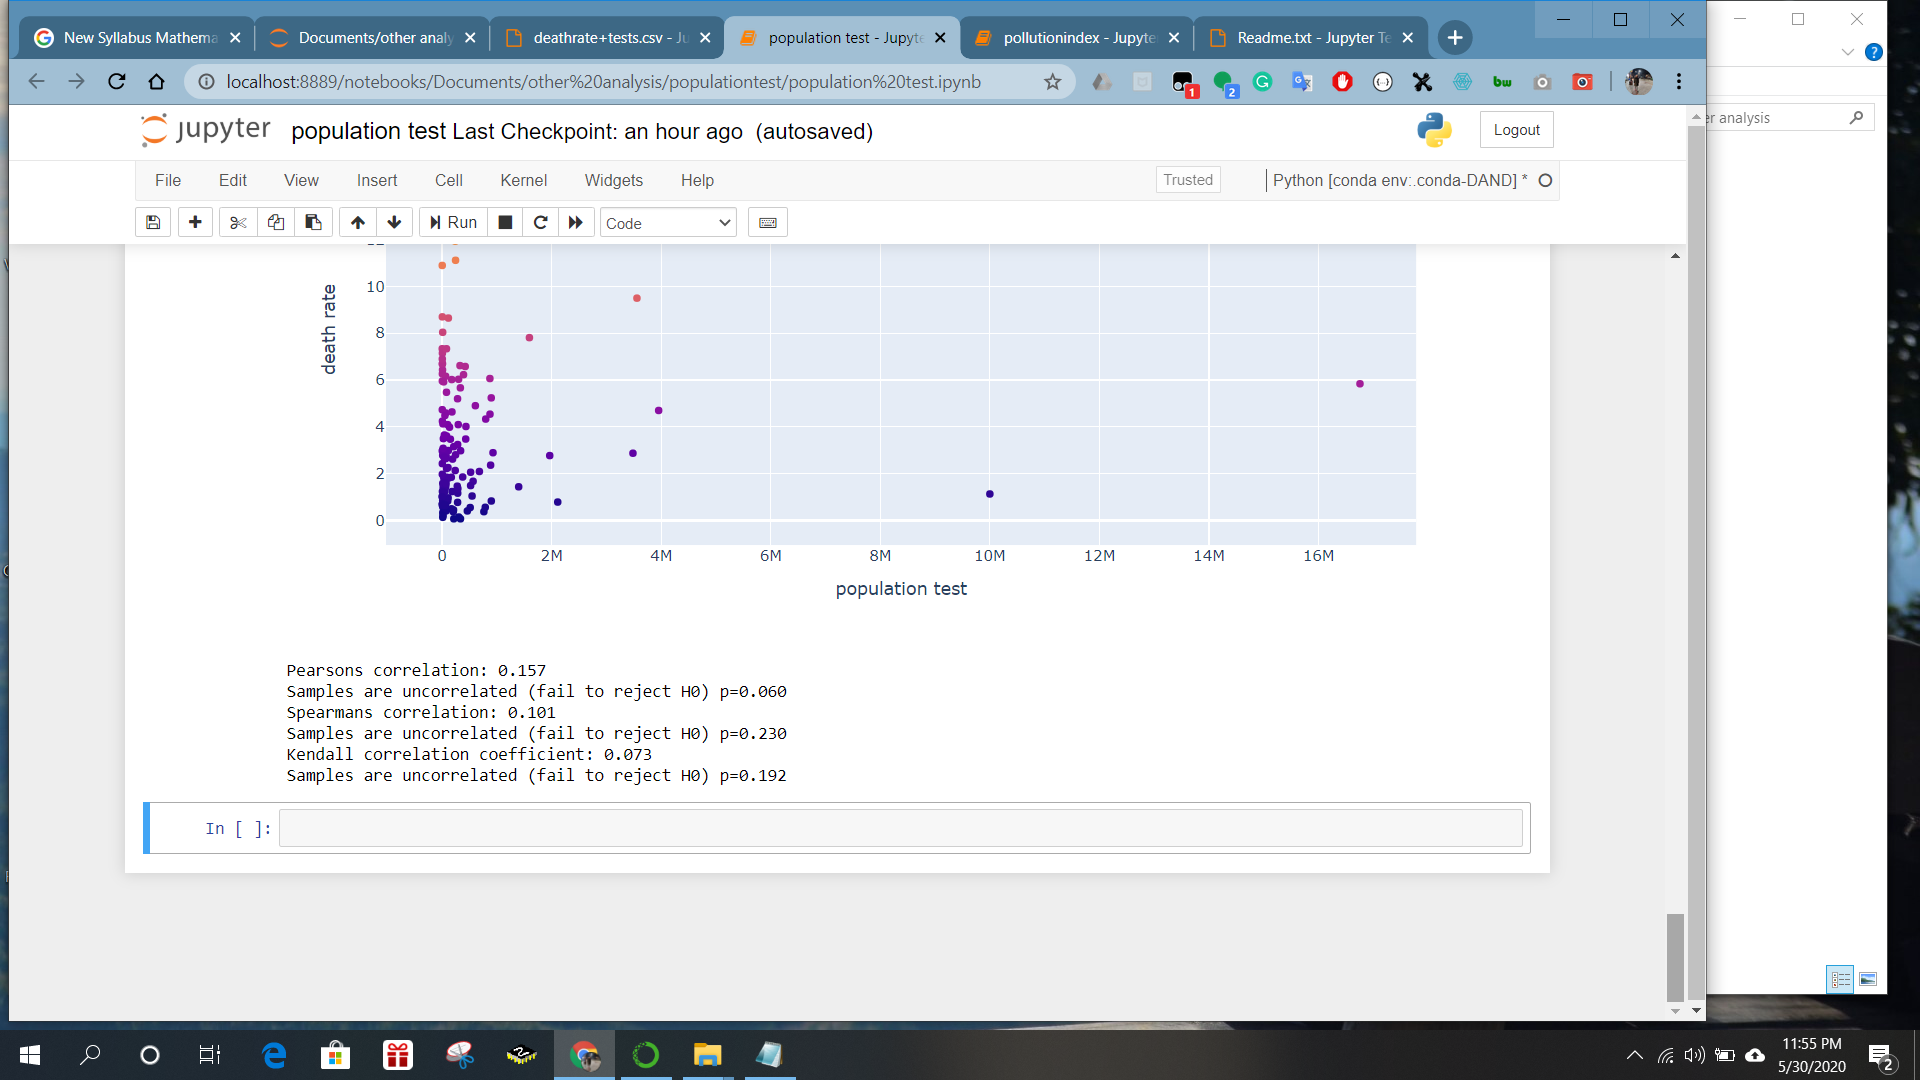 New Syllabus Mathema
Documents/other analy
deathrate+tests.csv - Ju
population test - Jupyte
pollutionindex - Jupyte
Readme.txt - Jupyter Te
localhost:8889/notebooks/Documents/other%20analysis/populationtest/population%20test.ipynb
1
2
bw
?
er analysis
jupyter
population test Last Checkpoint: an hour ago (autosaved)
Logout
File Edit View Insert Cell Kernel Widgets Help
Trusted
Python [conda env:.conda-DAND] *
Run
Code
10
8
6
4
2
0
death rate
0 2M 4M 6M 8M 10M 12M 14M 16M
population test
Pearsons correlation: 0.157
Samples are uncorrelated (fail to reject H0) p=0.060
Spearmans correlation: 0.101
Samples are uncorrelated (fail to reject H0) p=0.230
Kendall correlation coefficient: 0.073
Samples are uncorrelated (fail to reject H0) p=0.192
In [ ]:
11:55 PM
5/30/2020
2